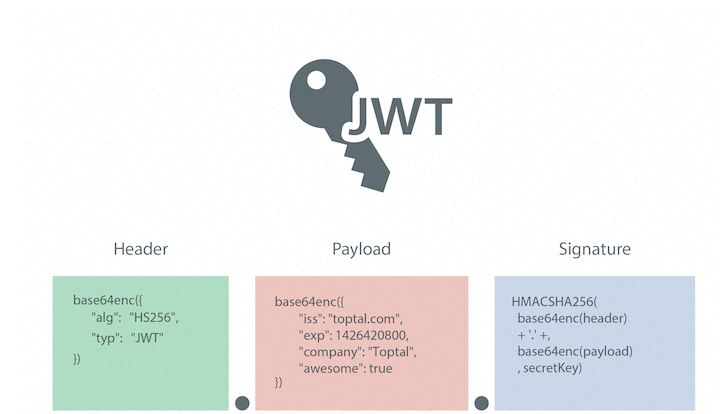 JWT
Header
Payload
Signature
base64enc({
"alg": "HS256",
"typ": "JWT"
})
base64enc({
"iss": "toptal.com",
"exp": 1426420800,
"company": "Toptal",
"awesome": true
})
HMACSHA256(
base64enc(header)
+ '.' +,
base64enc(payload)
, secretKey)